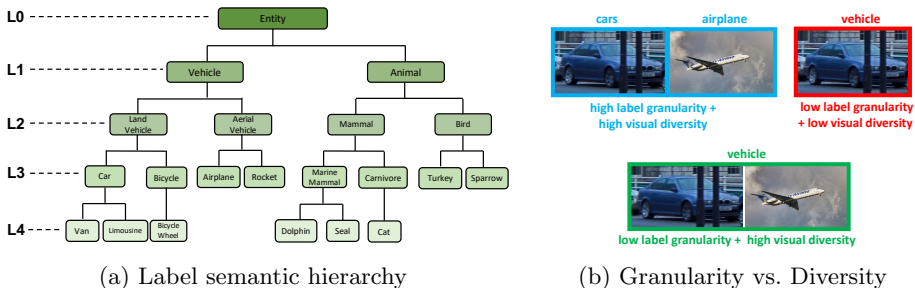 L0
Entity
L1
Vehicle
Animal
L2
Land
Vehicle
Aerial
Vehicle
Mammal
Bird
L3
Car
Bicycle
Airplane
Rocket
Marine
Mammal
Carnivore
Turkey
Sparrow
L4
Van
Limousine
Bicycle
Wheel
Dolphin
Seal
Cat
(a) Label semantic hierarchy
cars
airplane
vehicle
high label granularity +
high visual diversity
low label granularity
+ low visual diversity
vehicle
low label granularity + high visual diversity
(b) Granularity vs. Diversity